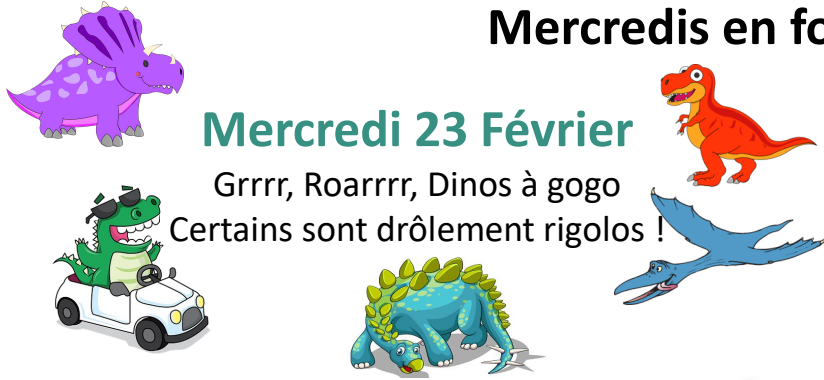 Mercredis en fo
Mercredi 23 Février
Grrrr, Roarrrr, Dinos à gogo
Certains sont drôlement rigolos !